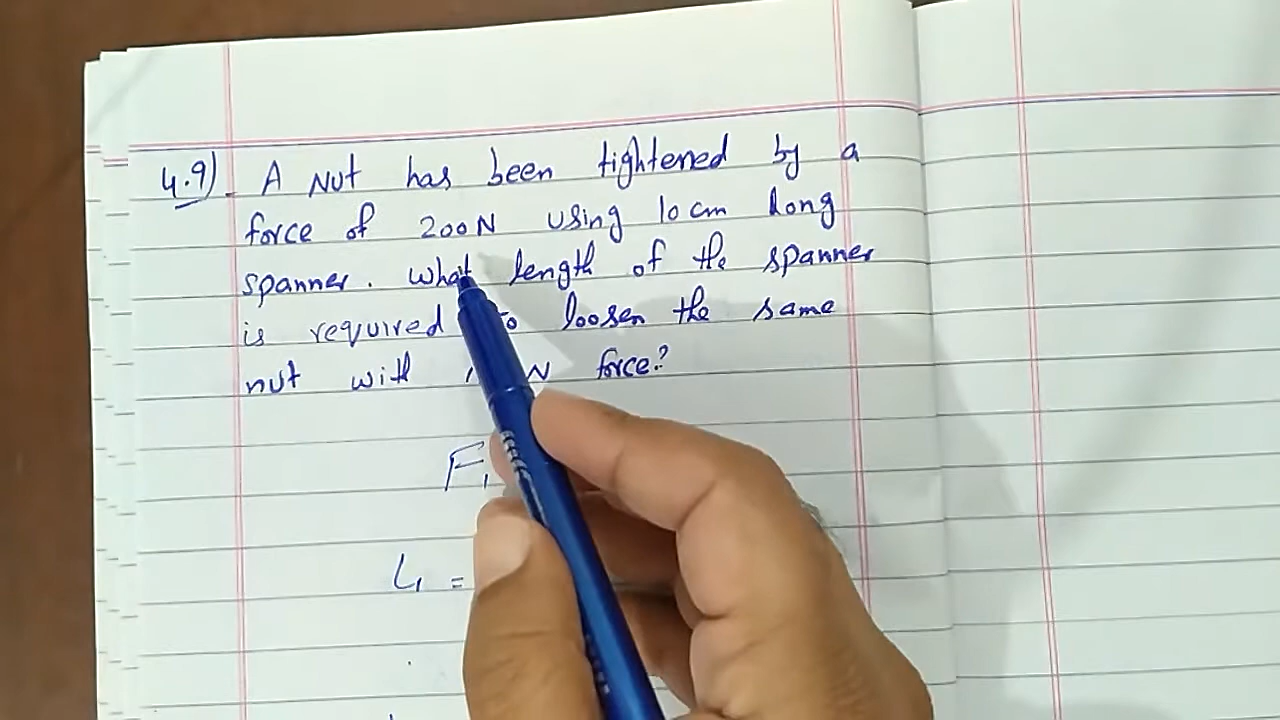 4.9). A Nut has been tightened by a
force of 200N using 10cm long
spanner. What length of the spanner
is required loosen the same
nut with N force?
F₁
L₁ =